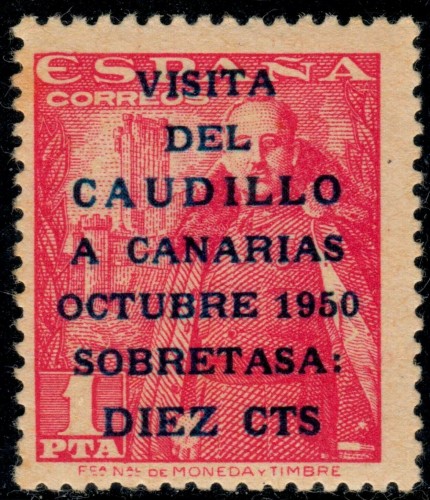 ESPAÑA
CORREOS
VISITA
DEL
CAUDILLO
A CANARIAS
OCTUBRE 1950
SOBRETASA:
DIEZ CTS
1
PTA
FCA NAL DE MONEDA Y TIMBRE